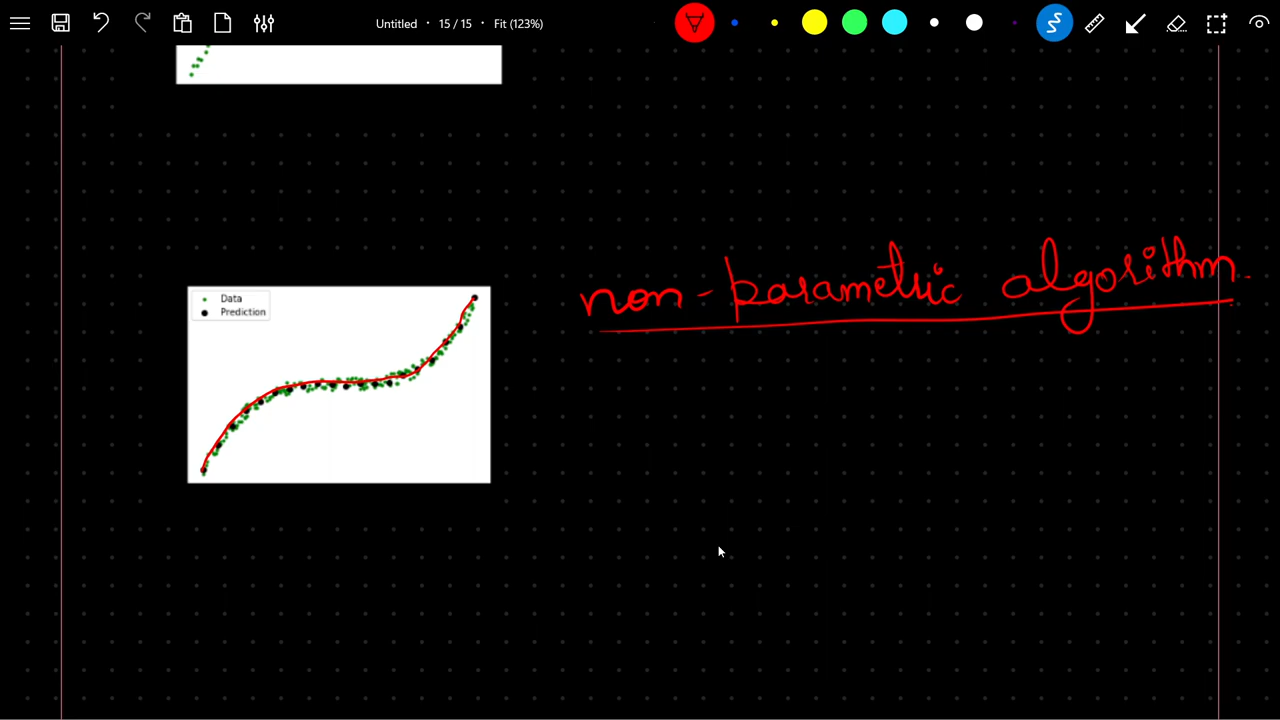 Untitled • 15 / 15 • Fit (123%)
non-parametric algorithm.
Data
Prediction